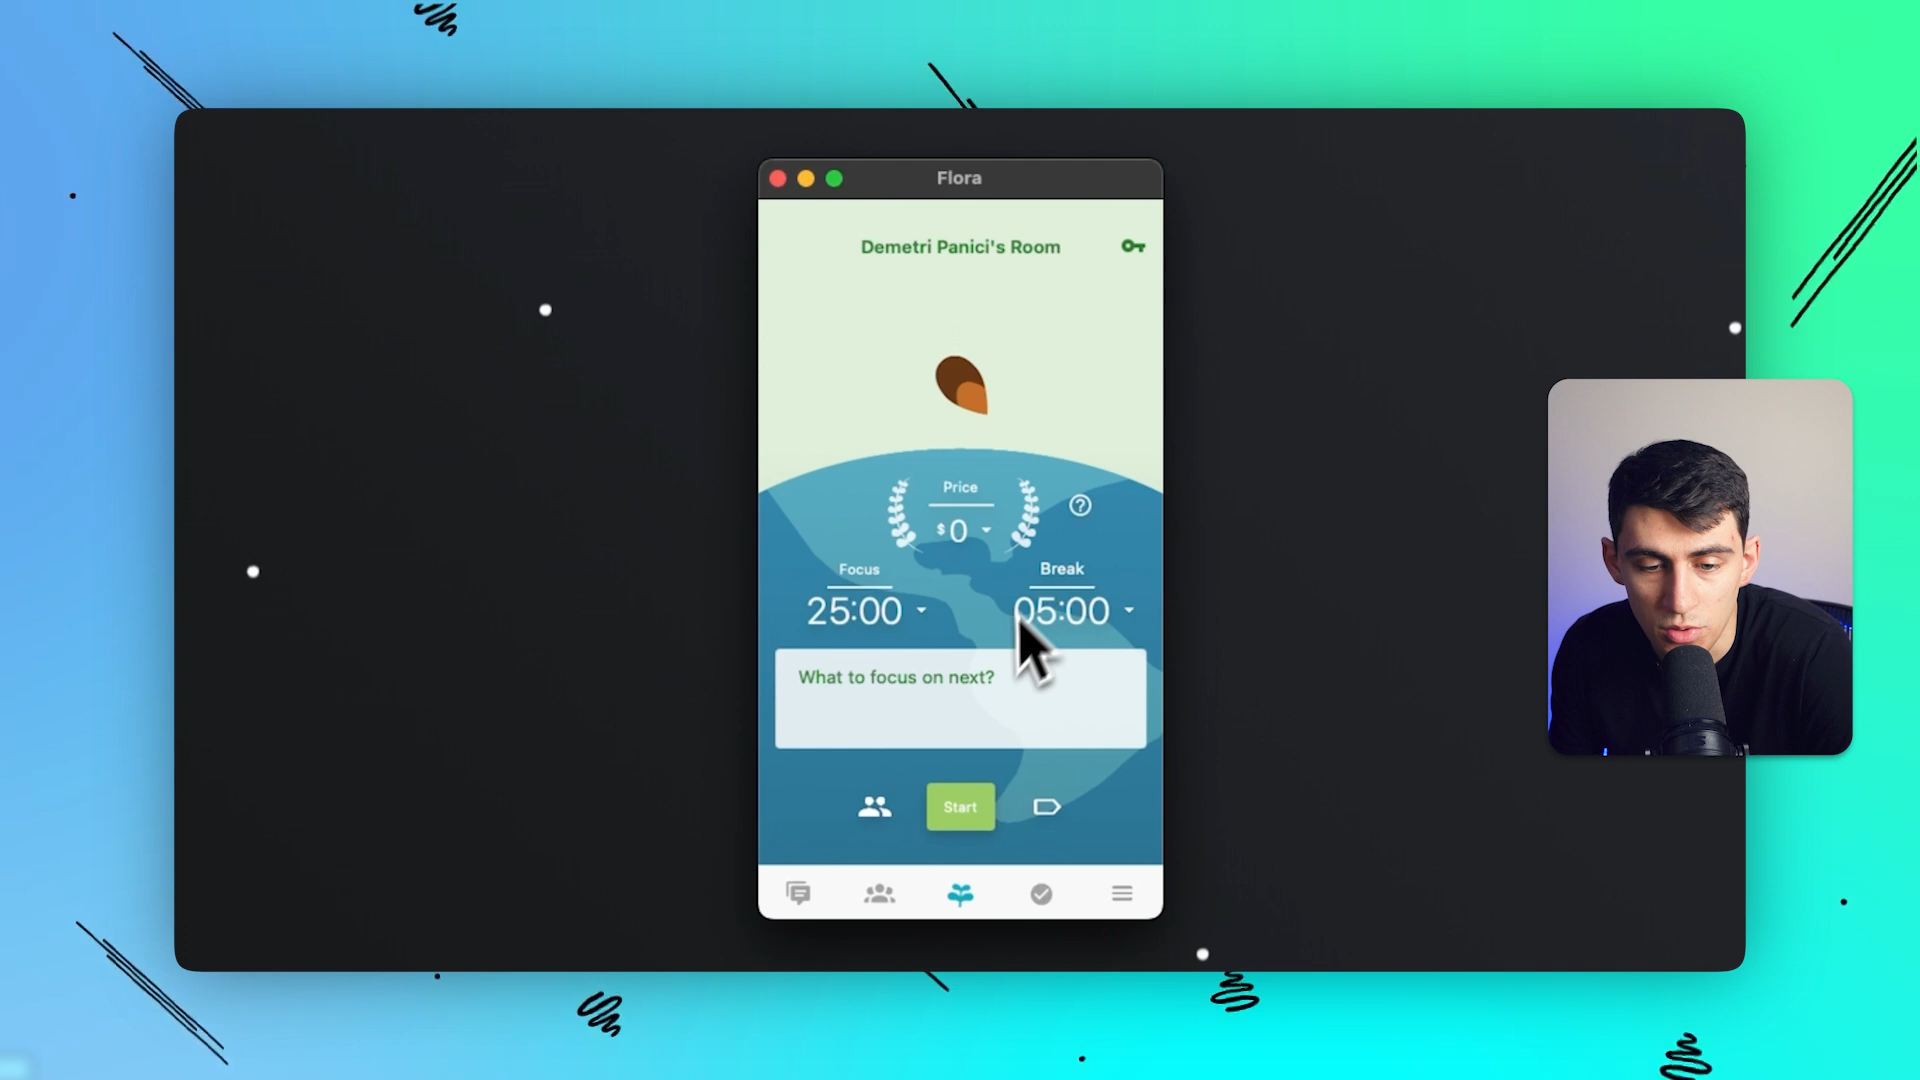 Flora
Demetri Panici's Room
Price
$0
Focus
Break
25:00
05:00
What to focus on next?
Start